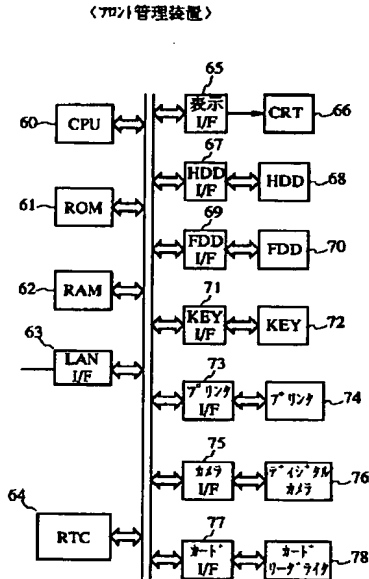 〈フロント管理装置〉
65
表示
I/F
CRT
66
60
CPU
67
HDD
I/F
HDD
68
61
ROM
69
FDD
I/F
FDD
70
62
RAM
71
KEY
I/F
KEY
72
63
LAN
I/F
73
プリンタ
I/F
プリンタ
74
75
カメラ
I/F
ディジタル
カメラ
76
64
RTC
77
カード
I/F
カード
リーダライタ
78